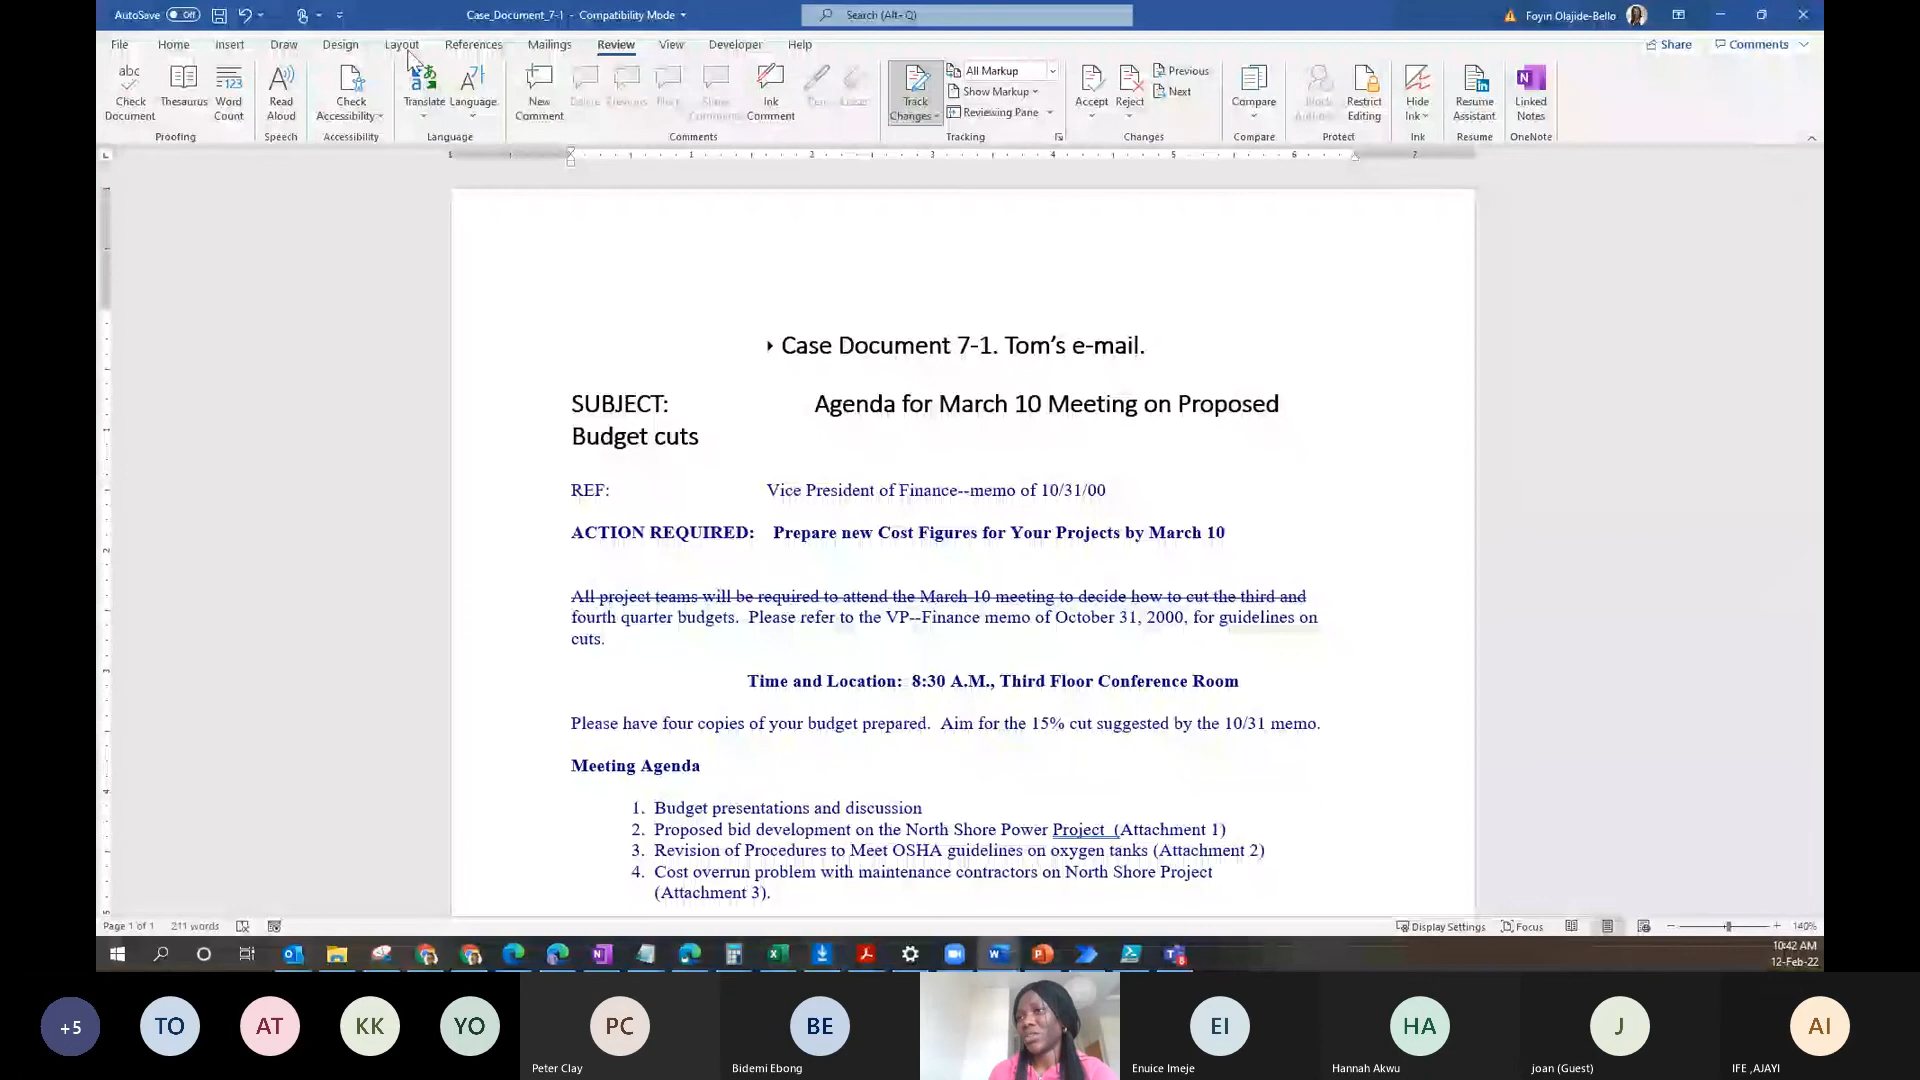 AutoSave Off Case_Document_7-1 - Compatibility Mode Search (Alt+Q) Foyin Olajide-Bello
File Home Insert Draw Design Layout References Mailings Review View Developer Help Share Comments
Check Document Thesaurus Word Count Read Aloud Check Accessibility Translate Language New Comment Delete Previous Ink Comment Track Changes All Markup Show Markup Reviewing Pane Accept Reject Previous Next Compare Restrict Editing Hide Ink Resume Assistant Linked Notes
Proofing Speech Accessibility Language Comments Tracking Changes Compare Protect Ink Resume OneNote
1 1 2 3 4 5 6 7
Case Document 7-1. Tom’s e-mail.
SUBJECT: Agenda for March 10 Meeting on Proposed
Budget cuts
REF: Vice President of Finance--memo of 10/31/00
ACTION REQUIRED: Prepare new Cost Figures for Your Projects by March 10
All project teams will be required to attend the March 10 meeting to decide how to cut the third and
fourth quarter budgets. Please refer to the VP--Finance memo of October 31, 2000, for guidelines on
cuts.
Time and Location: 8:30 A.M., Third Floor Conference Room
Please have four copies of your budget prepared. Aim for the 15% cut suggested by the 10/31 memo.
Meeting Agenda
1. Budget presentations and discussion
2. Proposed bid development on the North Shore Power Project (Attachment 1)
3. Revision of Procedures to Meet OSHA guidelines on oxygen tanks (Attachment 2)
4. Cost overrun problem with maintenance contractors on North Shore Project
(Attachment 3).
Page 1 of 1 211 words Display Settings Focus 140%
10:42 AM
12-Feb-22
+5 TO AT KK YO PC BE EI HA J AI
Peter Clay Bidemi Ebong Enuice Imeje Hannah Akwu joan (Guest) IFE ,AJAYI